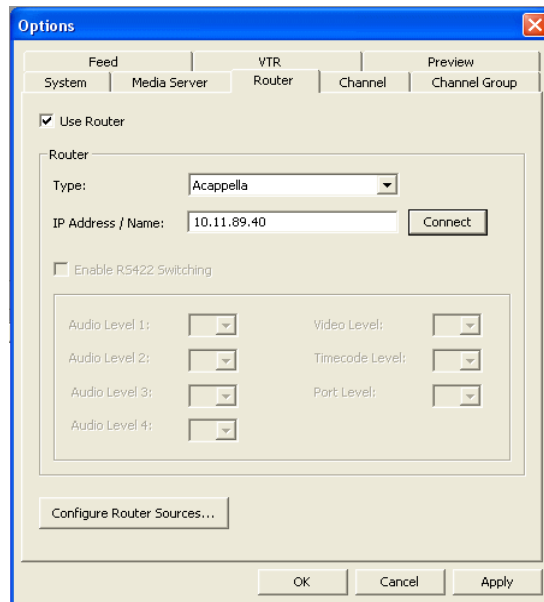 Options
Feed VTR Preview
System Media Server Router Channel Channel Group
Use Router
Router
Type: Acappella
IP Address / Name: 10.11.89.40 Connect
Enable RS422 Switching
Audio Level 1: Video Level:
Audio Level 2: Timecode Level:
Audio Level 3: Port Level:
Audio Level 4:
Configure Router Sources...
OK Cancel Apply